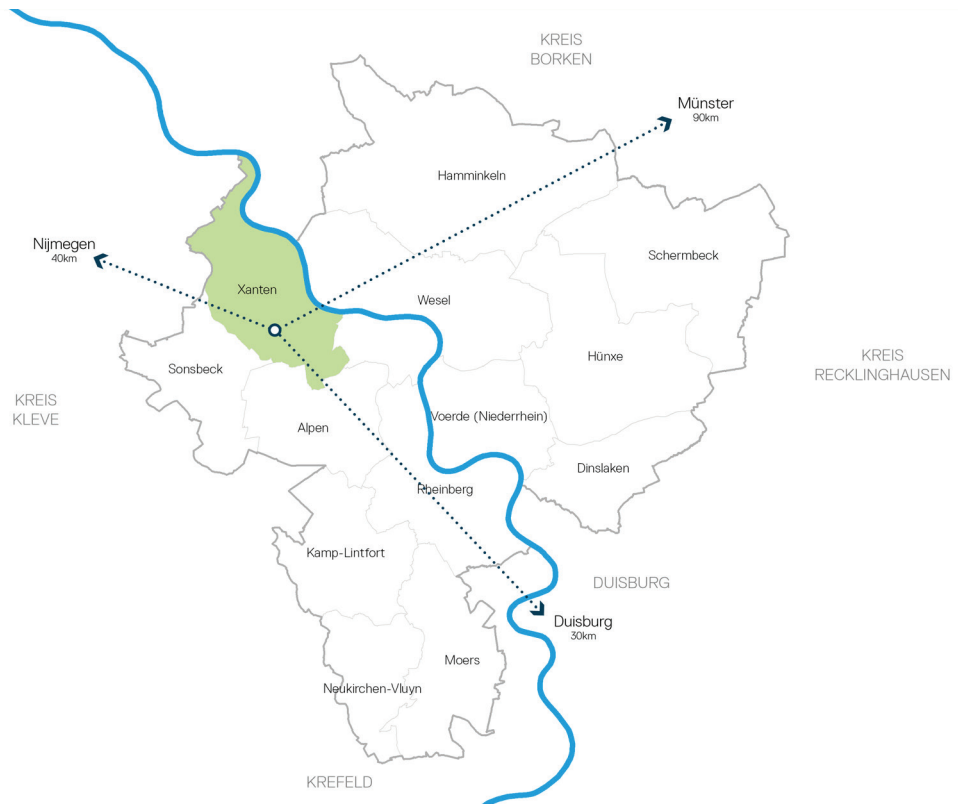 KREIS
BORKEN
Münster
90km
Hamminkeln
Nijmegen
40km
Schermbeck
Xanten
Wesel
Sonsbeck
Hünxe
KREIS
RECKLINGHAUSEN
KREIS
KLEVE
Alpen
Voerde (Niederrhein)
Dinslaken
Rheinberg
Kamp-Lintfort
DUISBURG
Duisburg
30km
Moers
Neukirchen-Vluyn
KREFELD